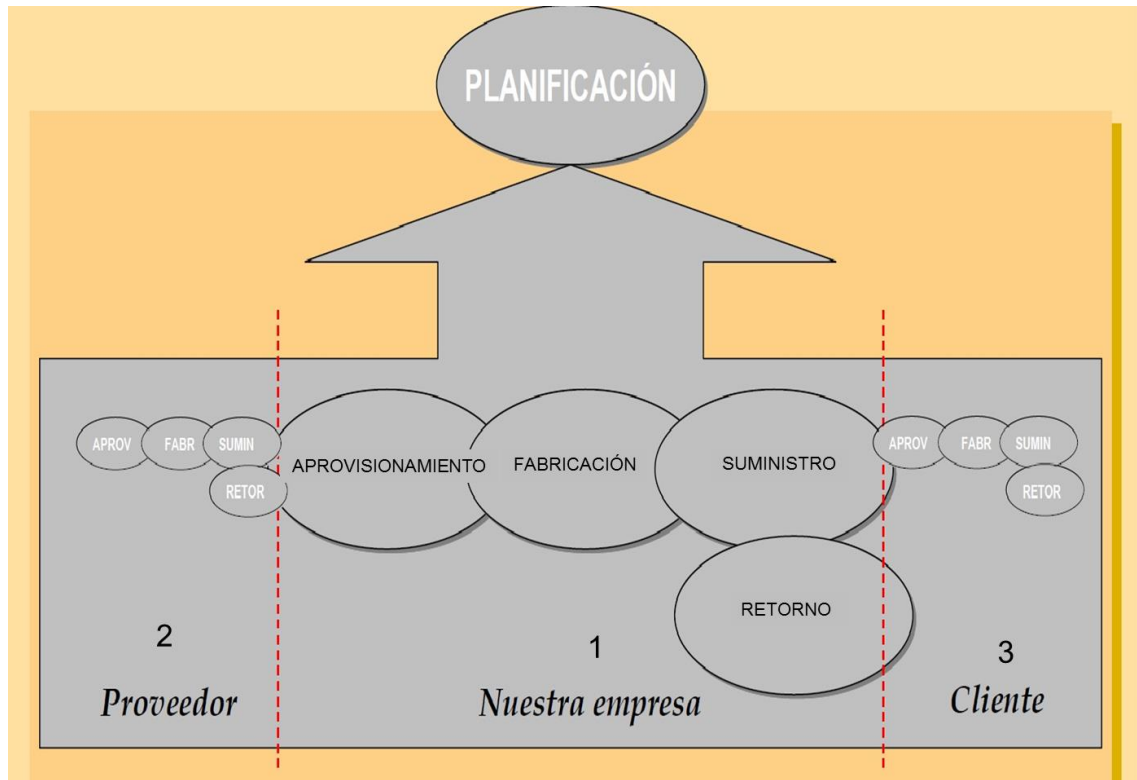 PLANIFICACIÓN
APROV FABR SUMIN
RETOR
APROVISIONAMIENTO FABRICACIÓN SUMINISTRO
RETORNO
APROV FABR SUMIN
RETOR
2 1 3
Proveedor Nuestra empresa Cliente